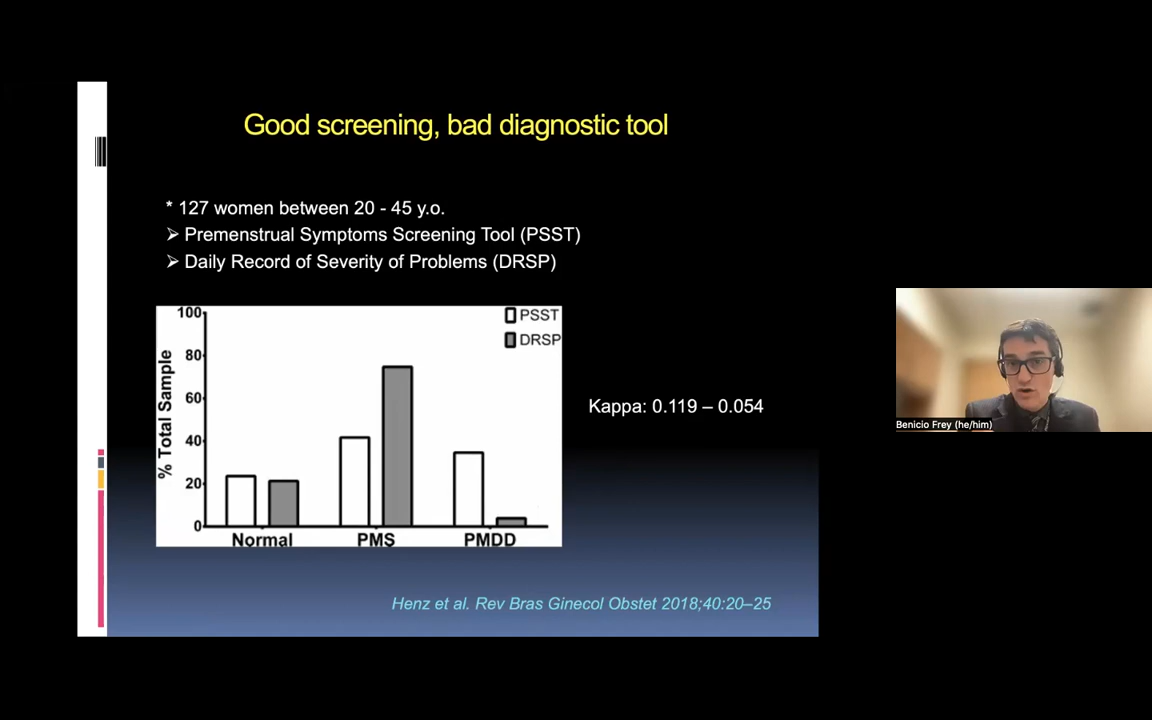 Good screening, bad diagnostic tool
* 127 women between 20 - 45 y.o.
➢ Premenstrual Symptoms Screening Tool (PSST)
➢ Daily Record of Severity of Problems (DRSP)
100
80
60
40
20
0
% Total Sample
PSST
DRSP
Normal PMS PMDD
Kappa: 0.119 – 0.054
Benicio Frey (he/him)
Henz et al. Rev Bras Ginecol Obstet 2018;40:20–25